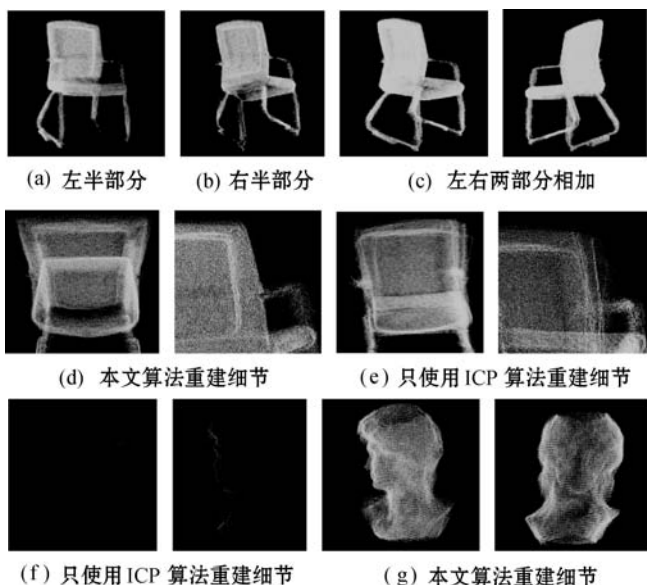 (a) 左半部分
(b) 右半部分
(c) 左右两部分相加
(d) 本文算法重建细节
(e) 只使用 ICP 算法重建细节
(f) 只使用 ICP 算法重建细节
(g) 本文算法重建细节